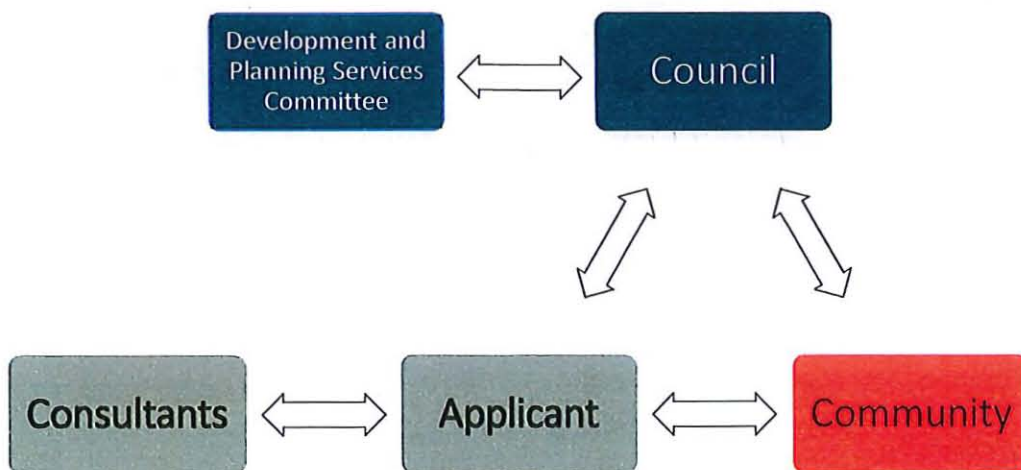 Development and
Planning Services
Committee
Council
Consultants
Applicant
Community